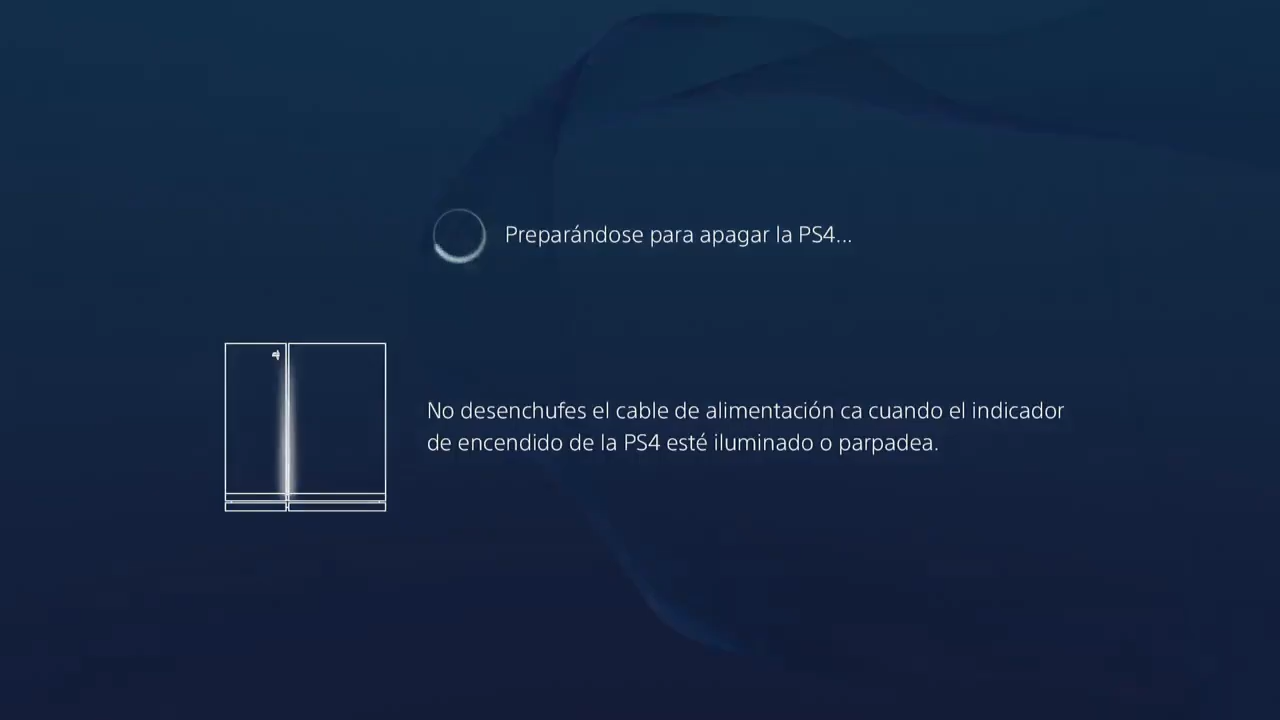 Preparándose para apagar la PS4...
No desenchufes el cable de alimentación ca cuando el indicador
de encendido de la PS4 esté iluminado o parpadea.